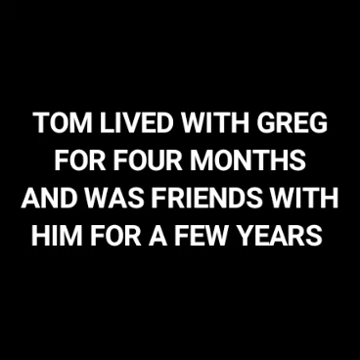 TOM LIVED WITH GREG
FOR FOUR MONTHS
AND WAS FRIENDS WITH
HIM FOR A FEW YEARS